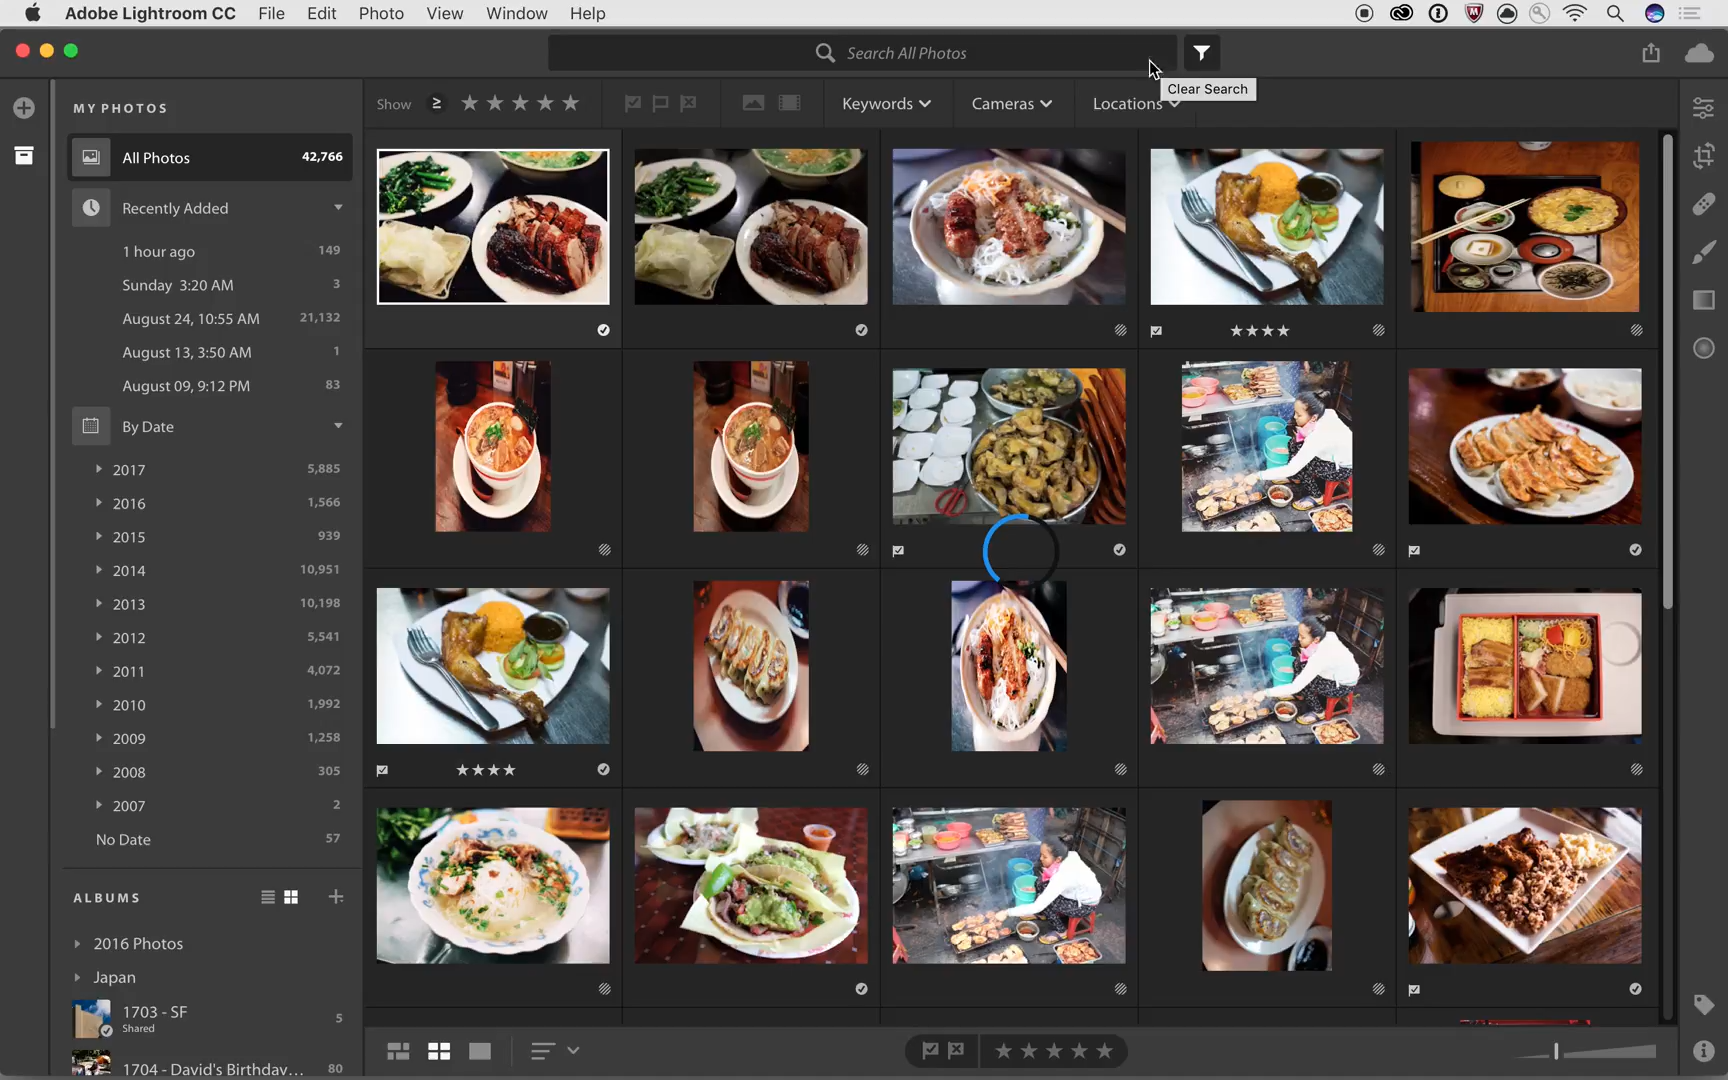 Adobe Lightroom CC File Edit Photo View Window Help
Search All Photos
Clear Search
Show ≥ ★ ★ ★ ★ ★ Keywords Cameras Locations
MY PHOTOS
All Photos 42,766
Recently Added
1 hour ago 149
Sunday 3:20 AM 3
August 24, 10:55 AM 21,132
August 13, 3:50 AM 1
August 09, 9:12 PM 83
By Date
2017 5,885
2016 1,566
2015 939
2014 10,951
2013 10,198
2012 5,541
2011 4,072
2010 1,992
2009 1,258
2008 305
2007 2
No Date 57
ALBUMS
2016 Photos
Japan
1703 - SF 5
Shared
1704 - David's Birthday... 80